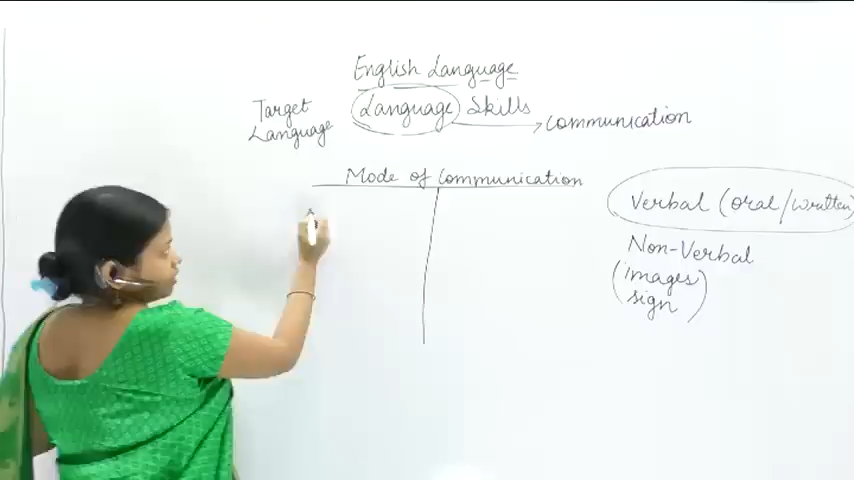 English Language
Target Language Skills
Language communication
Mode of Communication
Verbal (oral/written)
Non-Verbal
(images
sign)